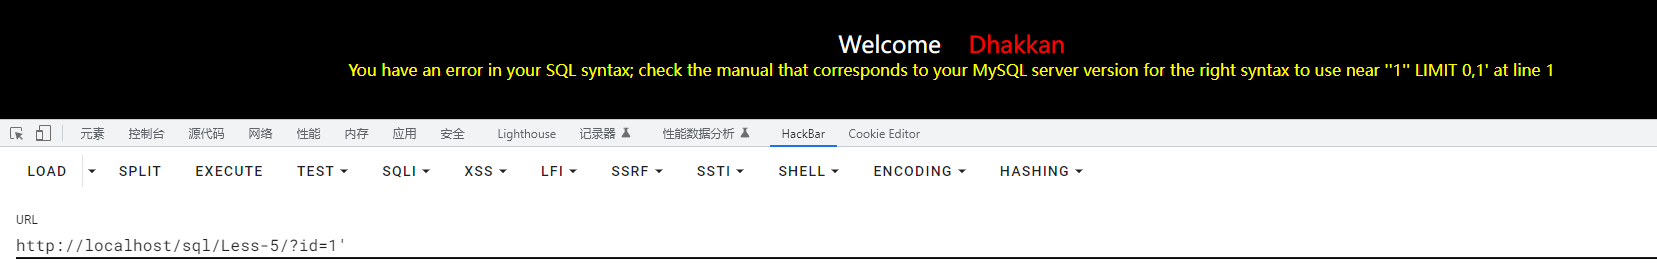 Welcome Dhakkan
You have an error in your SQL syntax; check the manual that corresponds to your MySQL server version for the right syntax to use near ''1'' LIMIT 0,1' at line 1
元素 控制台 源代码 网络 性能 内存 应用 安全 Lighthouse 记录器 性能数据分析 HackBar Cookie Editor
LOAD SPLIT EXECUTE TEST SQLI XSS LFI SSRF SSTI SHELL ENCODING HASHING
URL
http://localhost/sql/Less-5/?id=1'